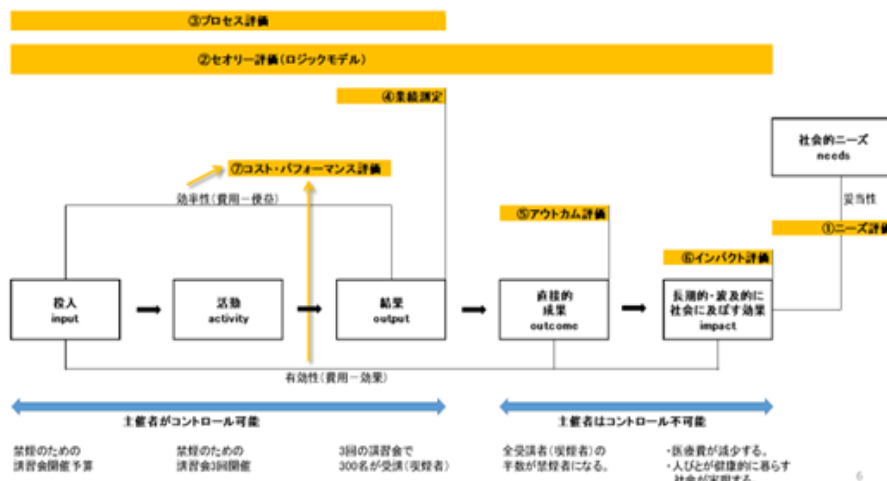 ③プロセス評価
②セオリー評価(ロジックモデル)
④業績測定
社会的ニーズ
needs
⑦コスト・パフォーマンス評価
効率性(費用－便益)
妥当性
⑤アウトカム評価
①ニーズ評価
⑥インパクト評価
投入
input
活動
activity
結果
output
直接的
成果
outcome
長期的・波及的に
社会に及ぼす効果
impact
有効性(費用－効果)
主催者がコントロール可能
主催者はコントロール不可能
禁煙のための
講習会開催予算
禁煙のための
講習会3回開催
3回の講習会で
300名が受講(喫煙者)
全受講者(喫煙者)の
半数が禁煙者になる。
・医療費が減少する。
・人びとが健康的に暮らす
社会が実現する。
6